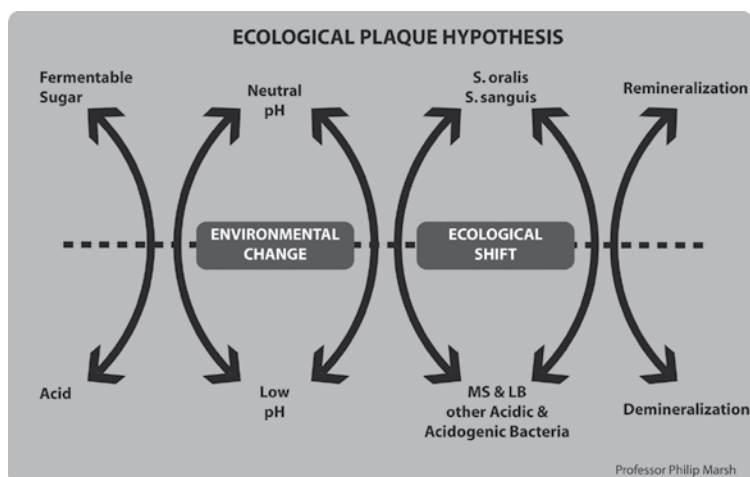 ECOLOGICAL PLAQUE HYPOTHESIS
Fermentable
Sugar
Neutral
pH
S. oralis
S. sanguis
Remineralization
ENVIRONMENTAL
CHANGE
ECOLOGICAL
SHIFT
Acid
Low
pH
MS & LB
other Acidic &
Acidogenic Bacteria
Demineralization
Professor Philip Marsh